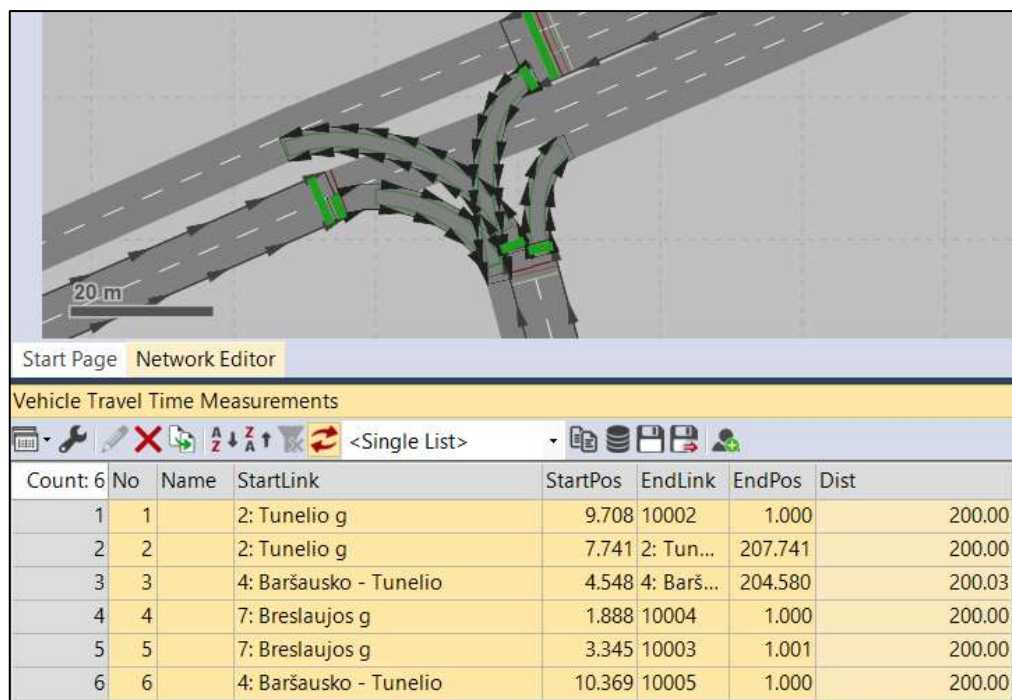 20 m
Start Page Network Editor
Vehicle Travel Time Measurements
<Single List>
Count: 6 No Name StartLink StartPos EndLink EndPos Dist
1 1 2: Tunelio g 9.708 10002 1.000 200.00
2 2 2: Tunelio g 7.741 2: Tun... 207.741 200.00
3 3 4: Baršausko - Tunelio 4.548 4: Barš... 204.580 200.03
4 4 7: Breslaujos g 1.888 10004 1.000 200.00
5 5 7: Breslaujos g 3.345 10003 1.001 200.00
6 6 4: Baršausko - Tunelio 10.369 10005 1.000 200.00